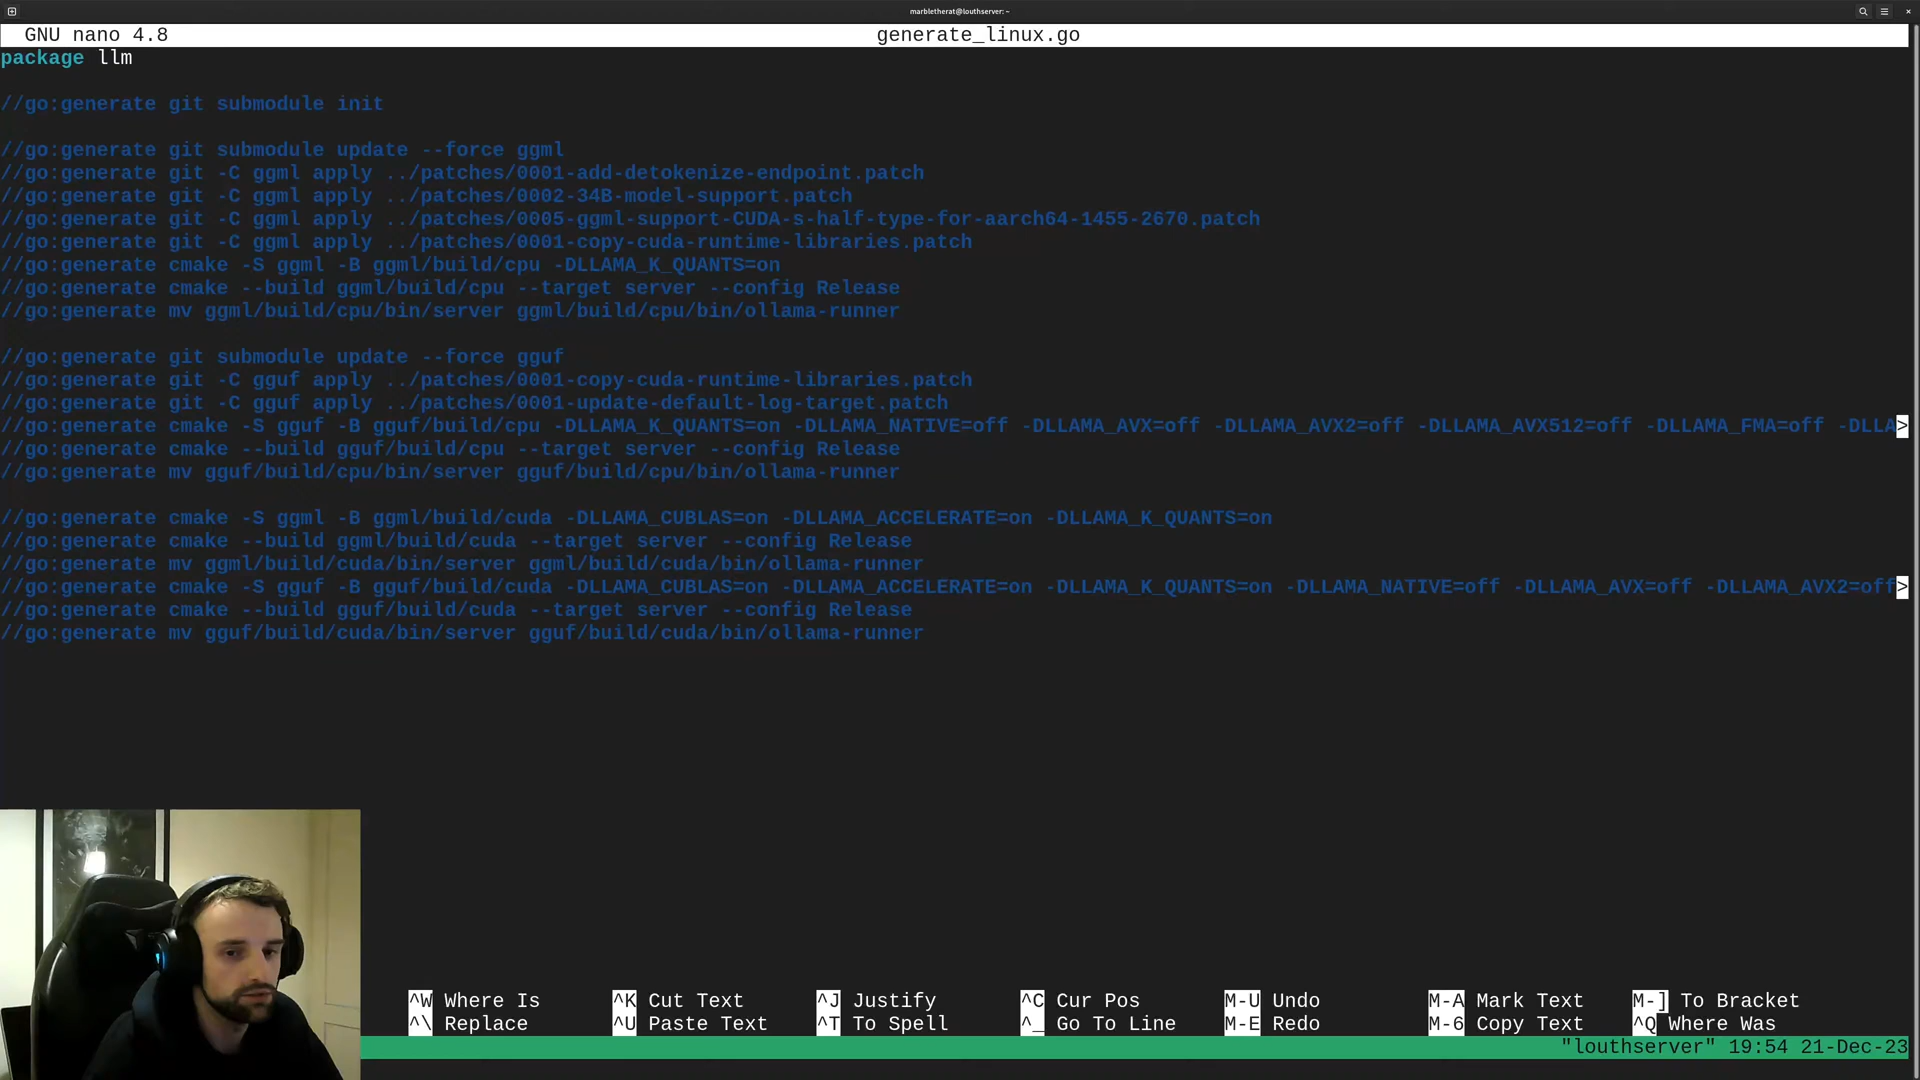 marbletherat@louthserver: ~
GNU nano 4.8 generate_linux.go
package llm
//go:generate git submodule init
//go:generate git submodule update --force ggml
//go:generate git -C ggml apply ../patches/0001-add-detokenize-endpoint.patch
//go:generate git -C ggml apply ../patches/0002-34B-model-support.patch
//go:generate git -C ggml apply ../patches/0005-ggml-support-CUDA-s-half-type-for-aarch64-1455-2670.patch
//go:generate git -C ggml apply ../patches/0001-copy-cuda-runtime-libraries.patch
//go:generate cmake -S ggml -B ggml/build/cpu -DLLAMA_K_QUANTS=on
//go:generate cmake --build ggml/build/cpu --target server --config Release
//go:generate mv ggml/build/cpu/bin/server ggml/build/cpu/bin/ollama-runner
//go:generate git submodule update --force gguf
//go:generate git -C gguf apply ../patches/0001-copy-cuda-runtime-libraries.patch
//go:generate git -C gguf apply ../patches/0001-update-default-log-target.patch
//go:generate cmake -S gguf -B gguf/build/cpu -DLLAMA_K_QUANTS=on -DLLAMA_NATIVE=off -DLLAMA_AVX=off -DLLAMA_AVX2=off -DLLAMA_AVX512=off -DLLAMA_FMA=off -DLLA>
//go:generate cmake --build gguf/build/cpu --target server --config Release
//go:generate mv gguf/build/cpu/bin/server gguf/build/cpu/bin/ollama-runner
//go:generate cmake -S ggml -B ggml/build/cuda -DLLAMA_CUBLAS=on -DLLAMA_ACCELERATE=on -DLLAMA_K_QUANTS=on
//go:generate cmake --build ggml/build/cuda --target server --config Release
//go:generate mv ggml/build/cuda/bin/server ggml/build/cuda/bin/ollama-runner
//go:generate cmake -S gguf -B gguf/build/cuda -DLLAMA_CUBLAS=on -DLLAMA_ACCELERATE=on -DLLAMA_K_QUANTS=on -DLLAMA_NATIVE=off -DLLAMA_AVX=off -DLLAMA_AVX2=off>
//go:generate cmake --build gguf/build/cuda --target server --config Release
//go:generate mv gguf/build/cuda/bin/server gguf/build/cuda/bin/ollama-runner
^W Where Is ^K Cut Text ^J Justify ^C Cur Pos M-U Undo M-A Mark Text M-] To Bracket
^\ Replace ^U Paste Text ^T To Spell ^_ Go To Line M-E Redo M-6 Copy Text ^Q Where Was
"louthserver" 19:54 21-Dec-23